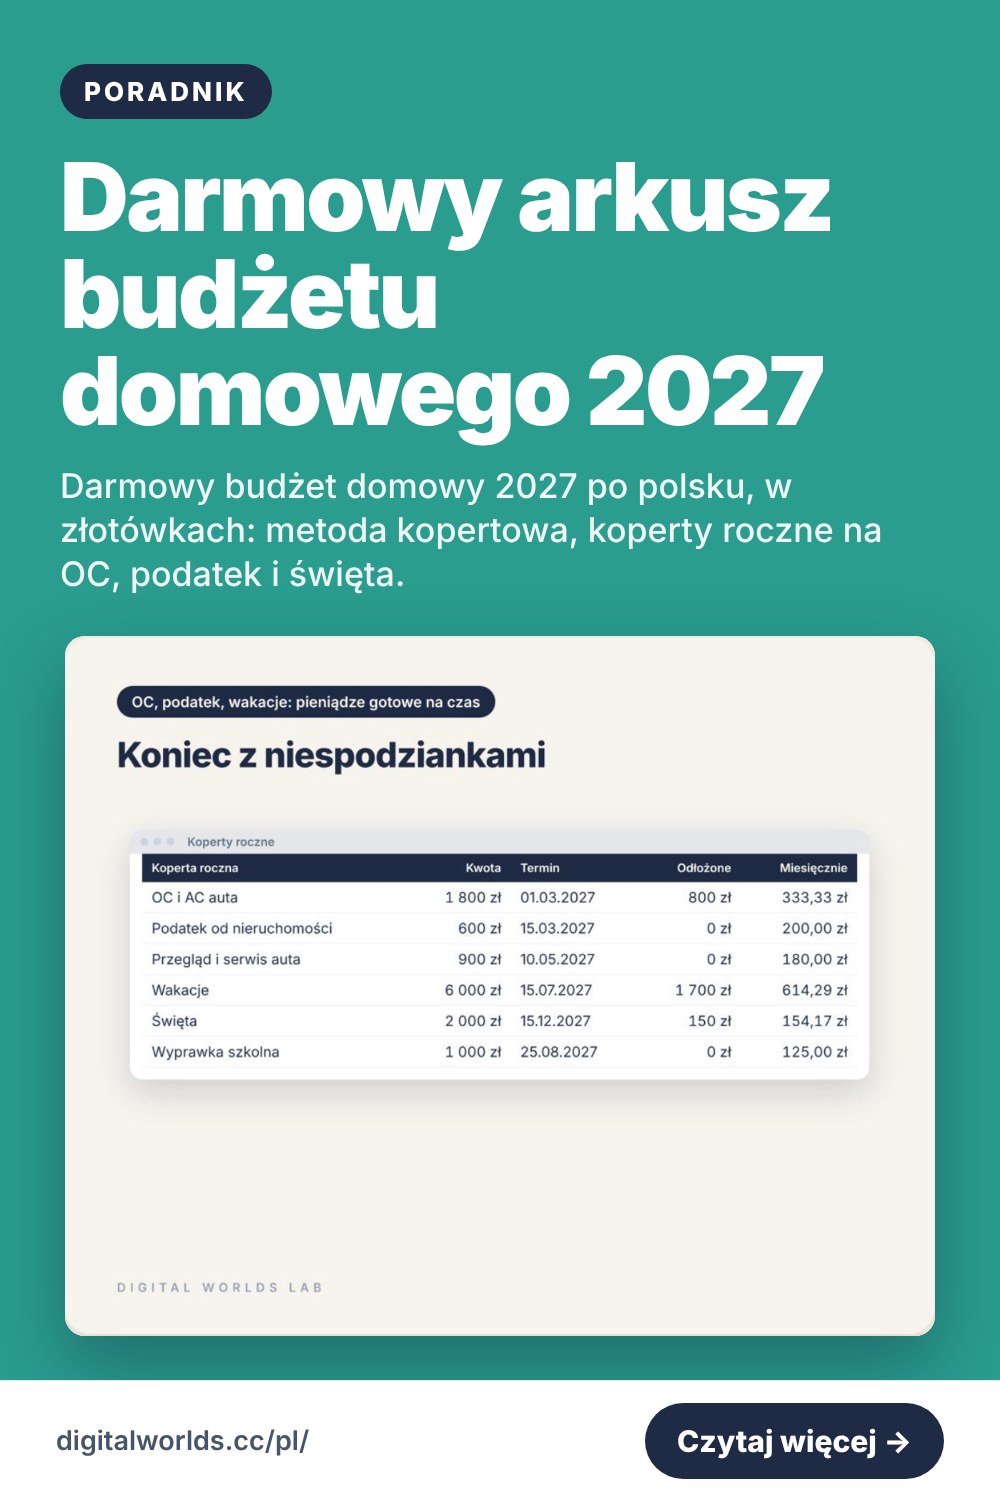 PORADNIK
Darmowy arkusz
budżetu
domowego 2027
Darmowy budżet domowy 2027 po polsku, w
złotówkach: metoda kopertowa, koperty roczne na
OC, podatek i święta.
OC, podatek, wakacje: pieniądze gotowe na czas
Koniec z niespodziankami
Koperty roczne
Koperta roczna Kwota Termin Odłożone Miesięcznie
OC i AC auta 1 800 zł 01.03.2027 800 zł 333,33 zł
Podatek od nieruchomości 600 zł 15.03.2027 0 zł 200,00 zł
Przegląd i serwis auta 900 zł 10.05.2027 0 zł 180,00 zł
Wakacje 6 000 zł 15.07.2027 1 700 zł 614,29 zł
Święta 2 000 zł 15.12.2027 150 zł 154,17 zł
Wyprawka szkolna 1 000 zł 25.08.2027 0 zł 125,00 zł
DIGITAL WORLDS LAB
digitalworlds.cc/pl/
Czytaj więcej →